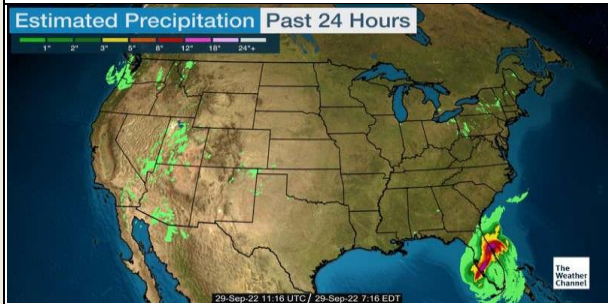 Estimated Precipitation Past 24 Hours
1" 2" 3" 5" 8" 12" 18" 24"+
The
Weather
Channel
29-Sep-22 11:16 UTC / 29-Sep-22 7:16 EDT